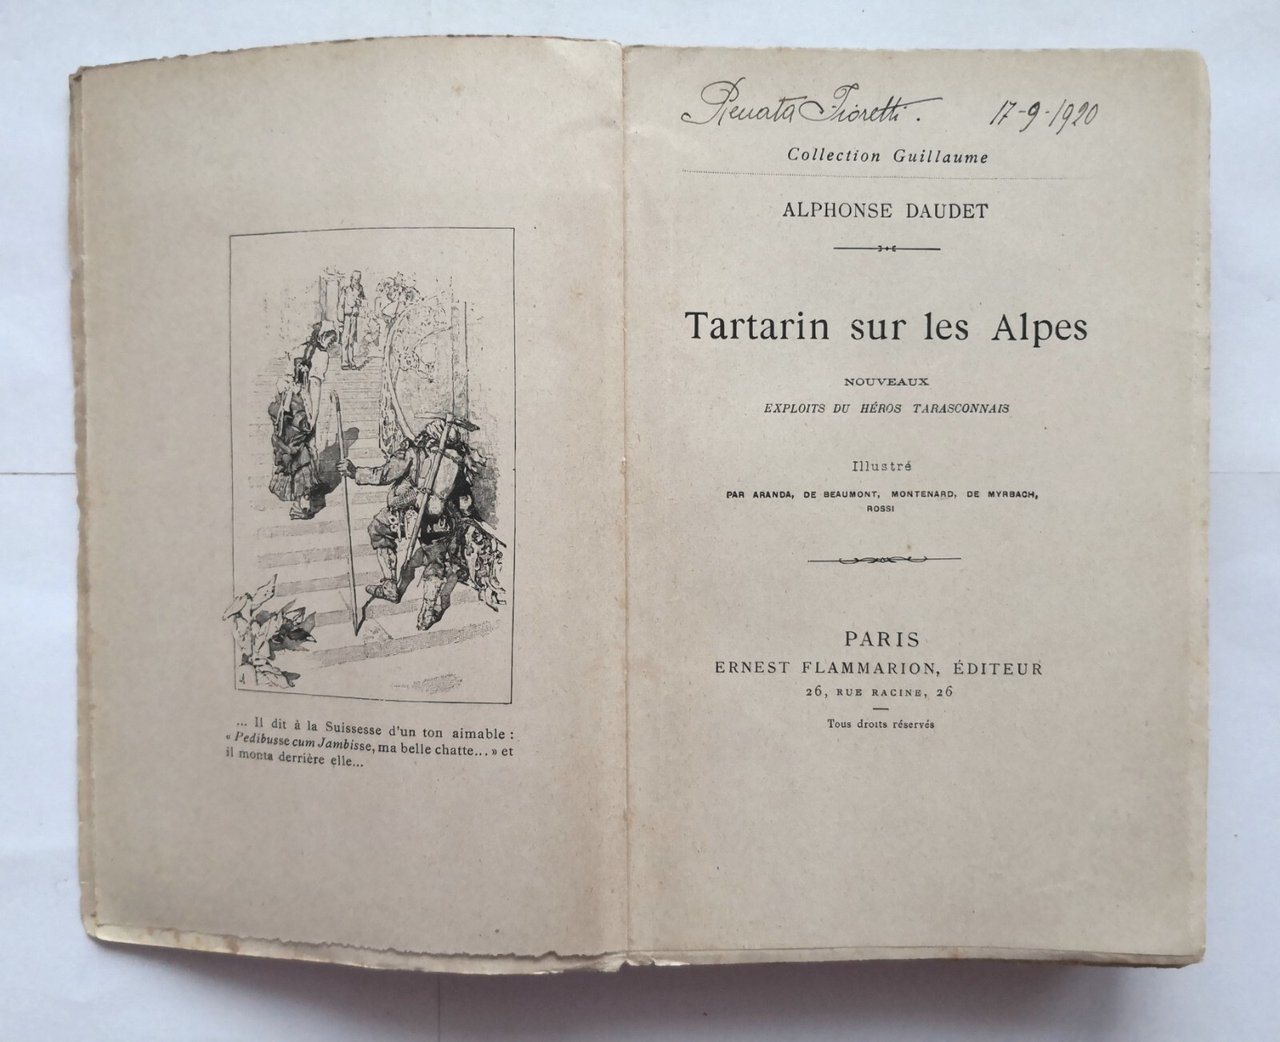 ... Il dit à la Suissesse d'un ton aimable :
« Pedibusse cum Jambisse, ma belle chatte... » et
il monta derrière elle...
Renata Fioretti. 17-9-1920
Collection Guillaume
ALPHONSE DAUDET
Tartarin sur les Alpes
NOUVEAUX
EXPLOITS DU HÉROS TARASCONNAIS
Illustré
PAR ARANDA, DE BEAUMONT, MONTENARD, DE MYRBACH,
ROSSI
PARIS
ERNEST FLAMMARION, ÉDITEUR
26, RUE RACINE, 26
Tous droits réservés